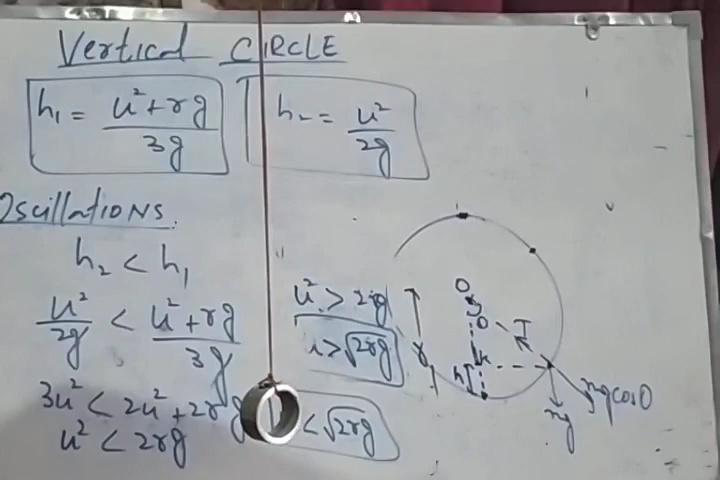 Vertical CIRCLE
h₁ = (u²+rg)/3g
h₂ = u²/2g
Oscillations.
h₂ < h₁
u²/2g < (u²+rg)/3g
3u² < 2u²+2rg
u² < 2rg
< √2rg
u² > 2rg
u > √2rg
O
θ
T
r
h
mg
mg cosθ